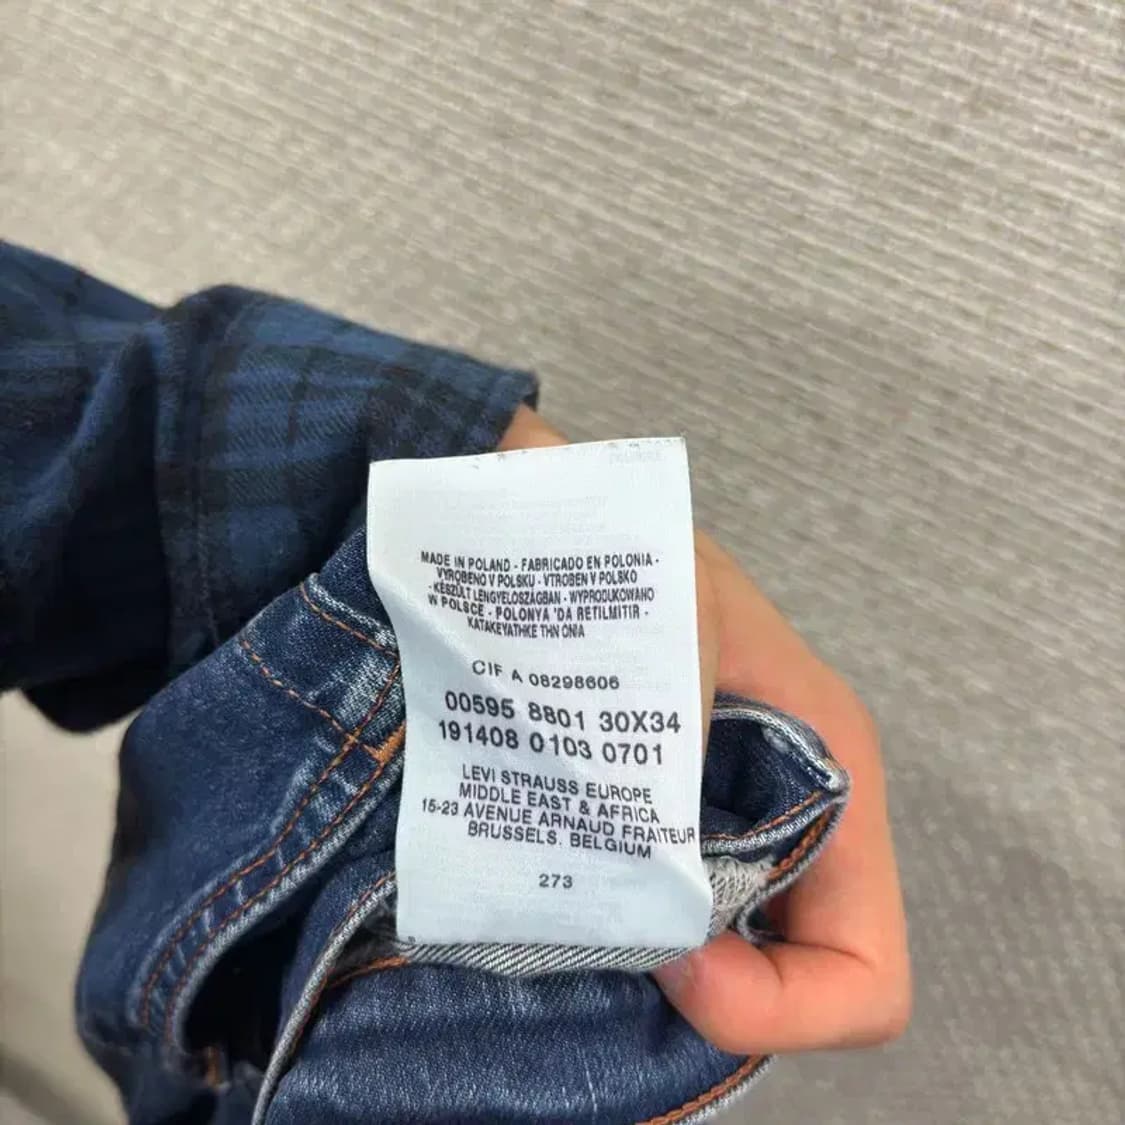 MADE IN POLAND - FABRICADO EN POLONIA -
VYROBENO V POLSKU - VTROBEN V POLSKO
- KESZULT LENGYELOSZAGBAN - WYPRODUKOWANO
W POLSCE - POLONYA 'DA RETILMITIR -
KATAKEYATHKE THN ONIA
CIF A 08298606
00595 8801 30X34
191408 0103 0701
LEVI STRAUSS EUROPE
MIDDLE EAST & AFRICA
15-23 AVENUE ARNAUD FRAITEUR
BRUSSELS. BELGIUM
273